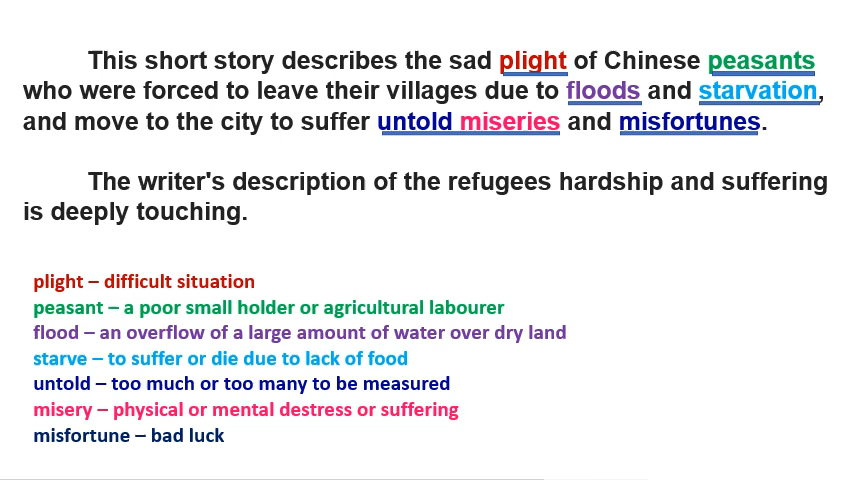 This short story describes the sad plight of Chinese peasants
who were forced to leave their villages due to floods and starvation,
and move to the city to suffer untold miseries and misfortunes.
The writer's description of the refugees hardship and suffering
is deeply touching.
plight – difficult situation
peasant – a poor small holder or agricultural labourer
flood – an overflow of a large amount of water over dry land
starve – to suffer or die due to lack of food
untold – too much or too many to be measured
misery – physical or mental destress or suffering
misfortune – bad luck